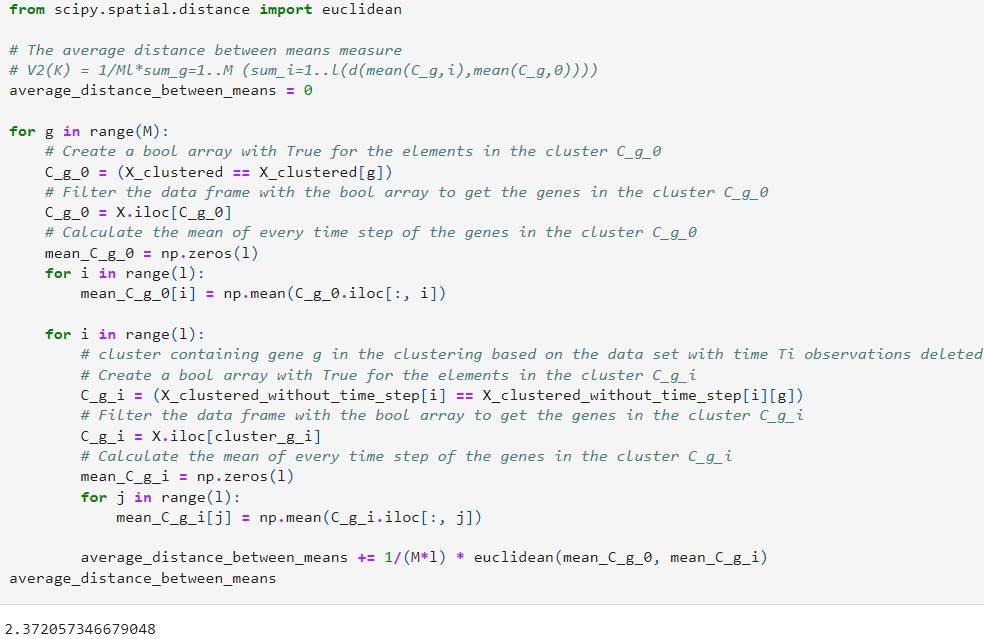 from scipy.spatial.distance import euclidean

# The average distance between means measure
# V2(K) = 1/Ml*sum_g=1..M (sum_i=1..l(d(mean(C_g,i),mean(C_g,0))))
average_distance_between_means = 0

for g in range(M):
    # Create a bool array with True for the elements in the cluster C_g_0
    C_g_0 = (X_clustered == X_clustered[g])
    # Filter the data frame with the bool array to get the genes in the cluster C_g_0
    C_g_0 = X.iloc[C_g_0]
    # Calculate the mean of every time step of the genes in the cluster C_g_0
    mean_C_g_0 = np.zeros(l)
    for i in range(l):
        mean_C_g_0[i] = np.mean(C_g_0.iloc[:, i])

    for i in range(l):
        # cluster containing gene g in the clustering based on the data set with time Ti observations deleted
        # Create a bool array with True for the elements in the cluster C_g_i
        C_g_i = (X_clustered_without_time_step[i] == X_clustered_without_time_step[i][g])
        # Filter the data frame with the bool array to get the genes in the cluster C_g_i
        C_g_i = X.iloc[cluster_g_i]
        # Calculate the mean of every time step of the genes in the cluster C_g_i
        mean_C_g_i = np.zeros(l)
        for j in range(l):
            mean_C_g_i[j] = np.mean(C_g_i.iloc[:, j])

        average_distance_between_means += 1/(M*l) * euclidean(mean_C_g_0, mean_C_g_i)
average_distance_between_means

2.372057346679048